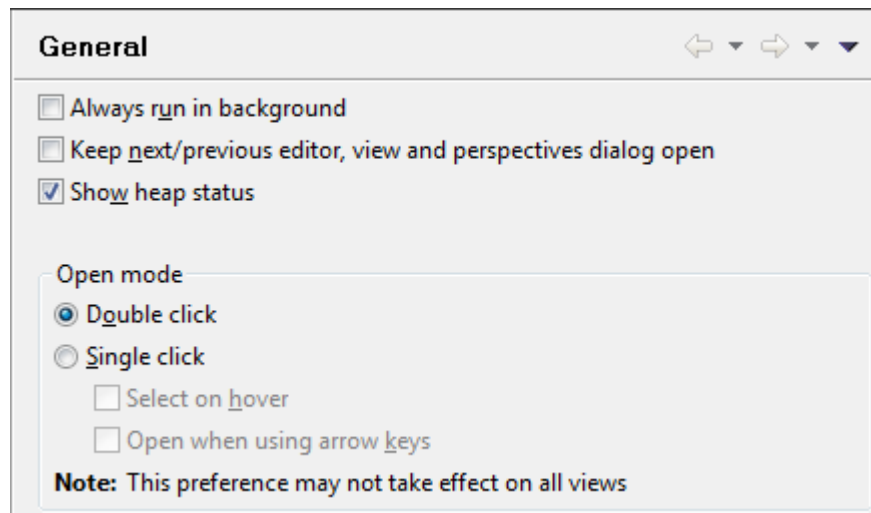 General
Always run in background
Keep next/previous editor, view and perspectives dialog open
Show heap status
Open mode
Double click
Single click
Select on hover
Open when using arrow keys
Note: This preference may not take effect on all views